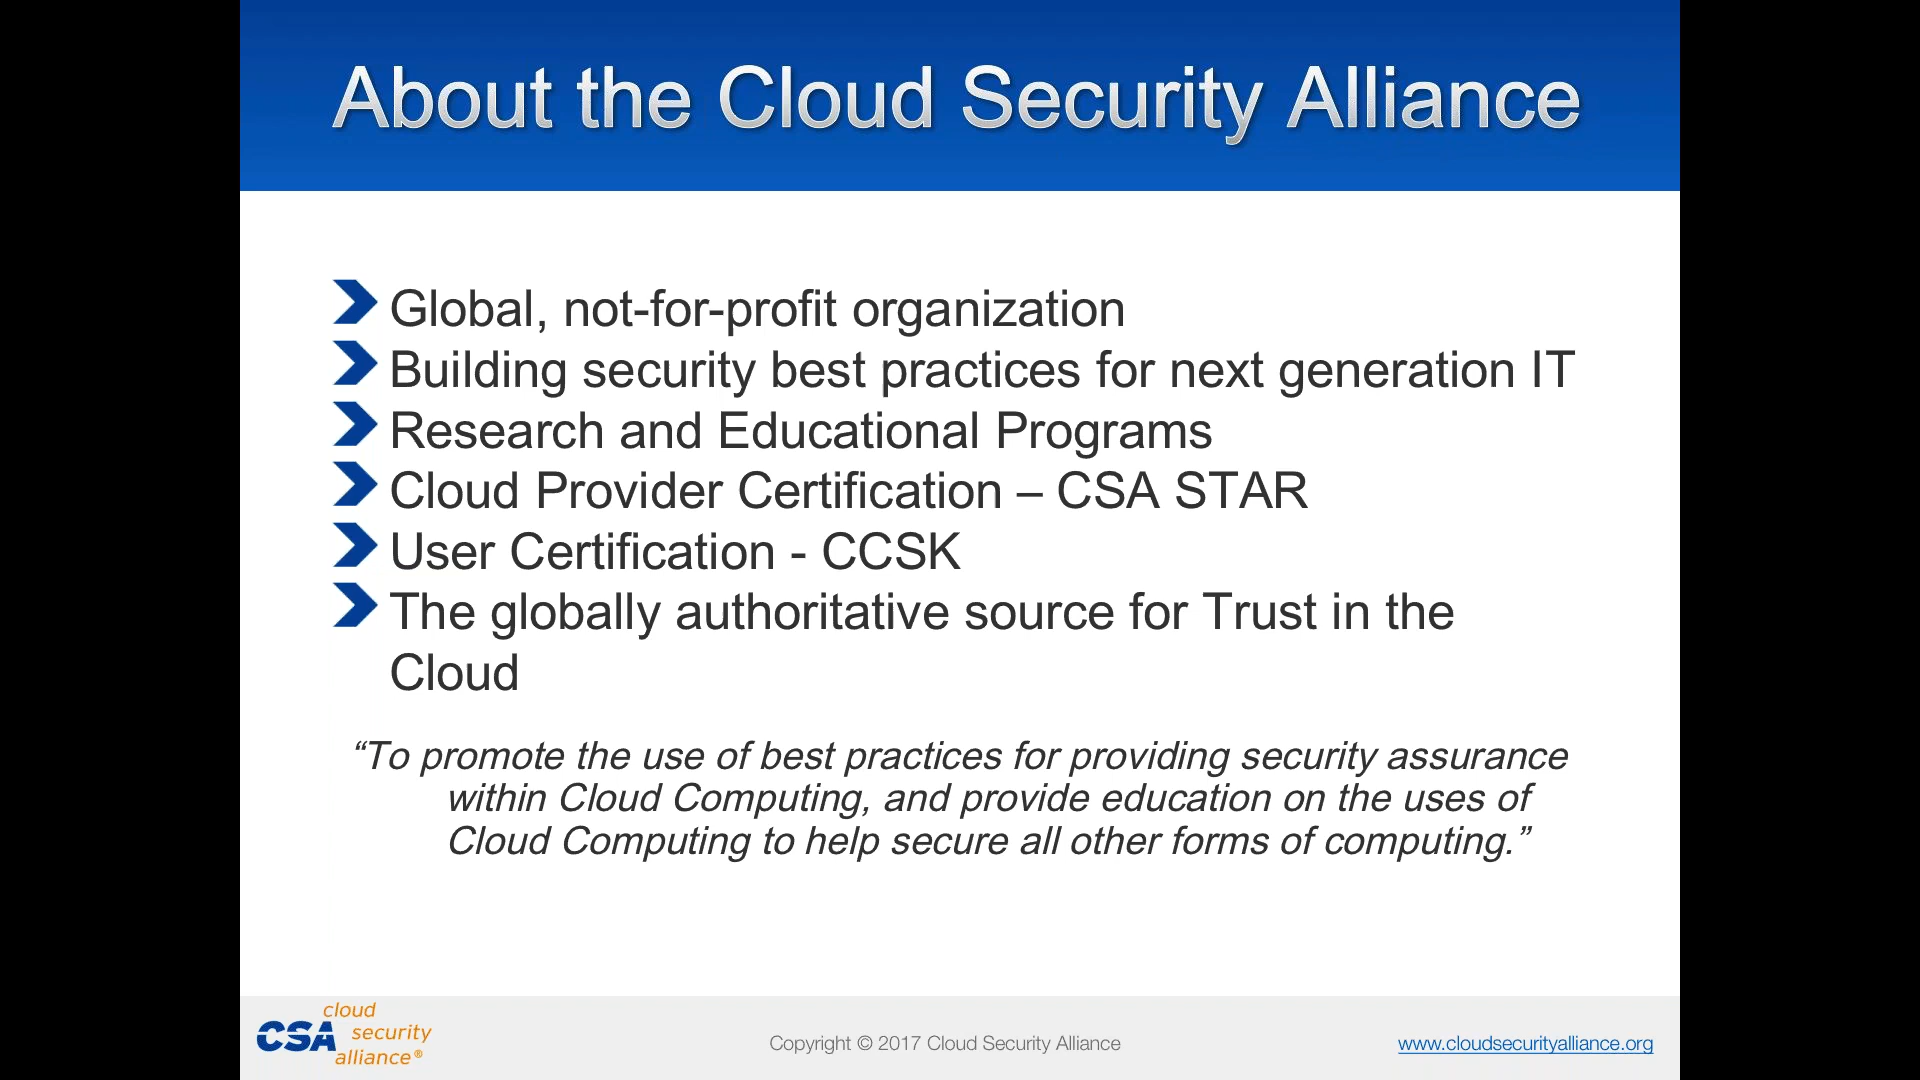 About the Cloud Security Alliance
Global, not-for-profit organization
Building security best practices for next generation IT
Research and Educational Programs
Cloud Provider Certification – CSA STAR
User Certification - CCSK
The globally authoritative source for Trust in the
Cloud
“To promote the use of best practices for providing security assurance
within Cloud Computing, and provide education on the uses of
Cloud Computing to help secure all other forms of computing.”
cloud
CSA security
alliance®
Copyright © 2017 Cloud Security Alliance
www.cloudsecurityalliance.org